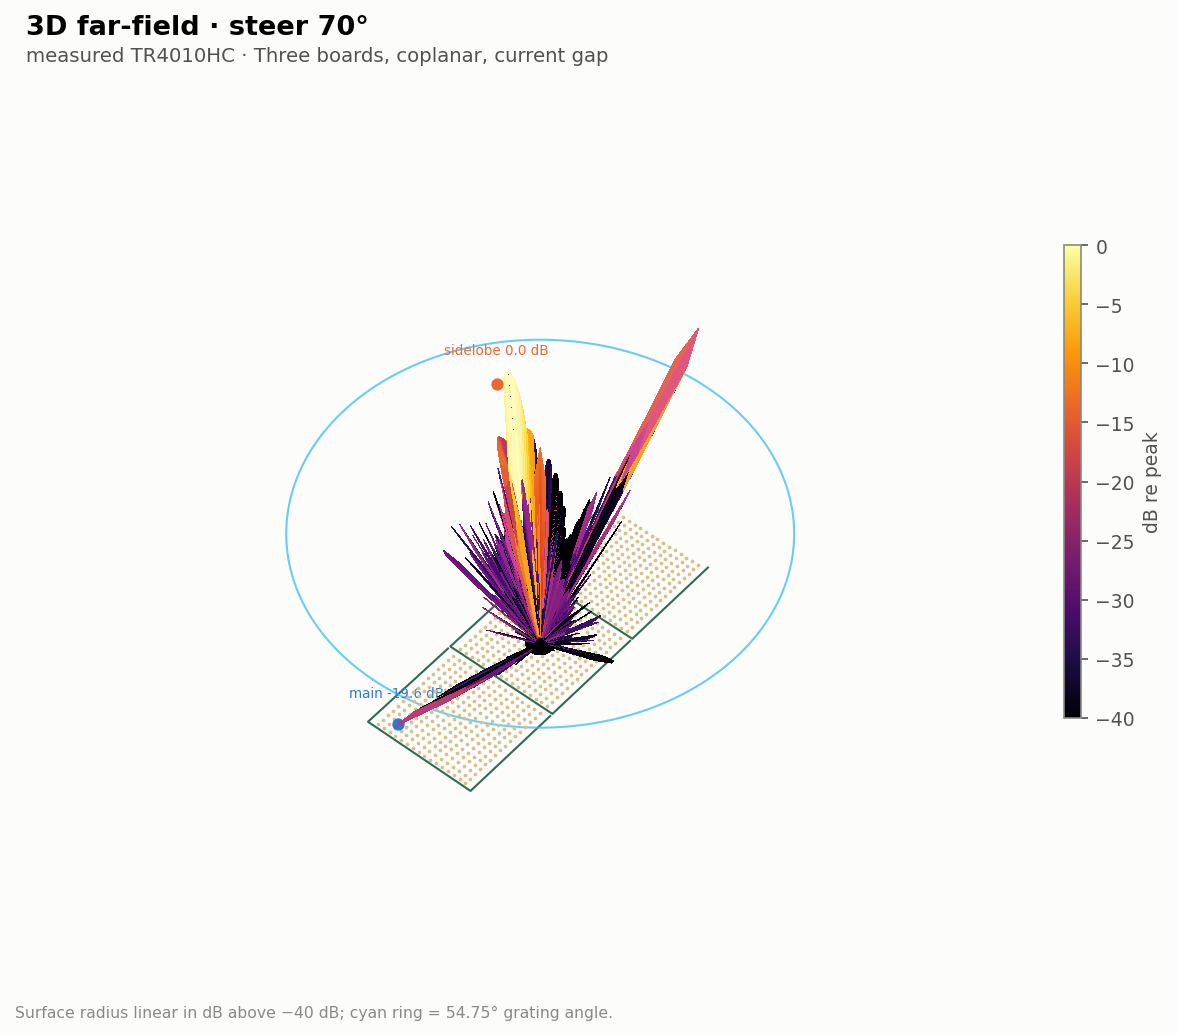 3D far-field · steer 70°
measured TR4010HC · Three boards, coplanar, current gap
sidelobe 0.0 dB
main -19.6 dB
0
−5
−10
−15
−20
−25
−30
−35
−40
dB re peak
Surface radius linear in dB above −40 dB; cyan ring = 54.75° grating angle.